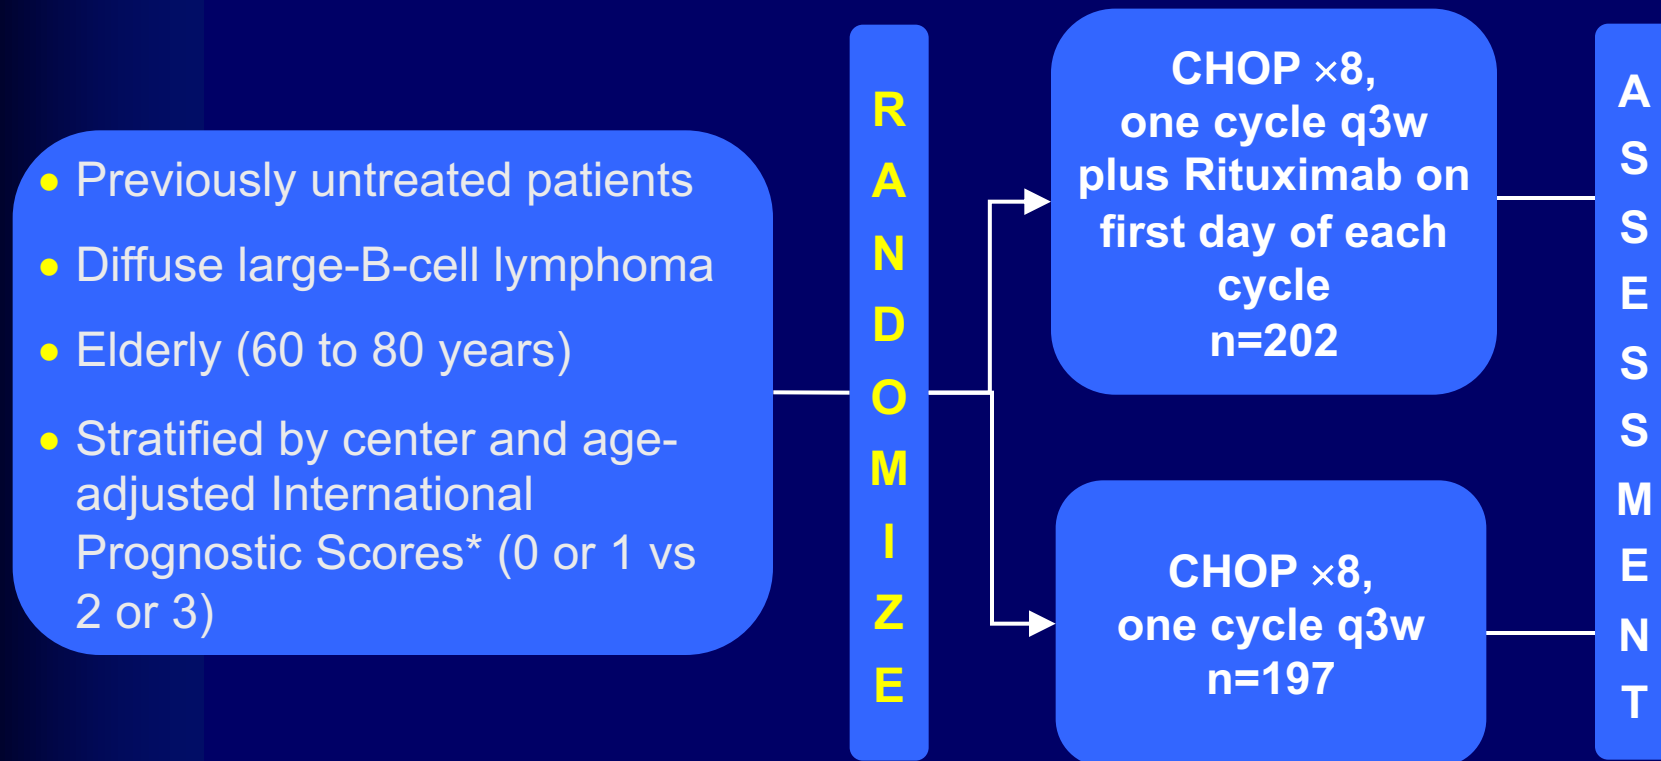 • Previously untreated patients
• Diffuse large-B-cell lymphoma
• Elderly (60 to 80 years)
• Stratified by center and age-
adjusted International
Prognostic Scores* (0 or 1 vs
2 or 3)
R
A
N
D
O
M
I
Z
E
CHOP ×8,
one cycle q3w
plus Rituximab on
first day of each
cycle
n=202
CHOP ×8,
one cycle q3w
n=197
A
S
S
E
S
S
M
E
N
T